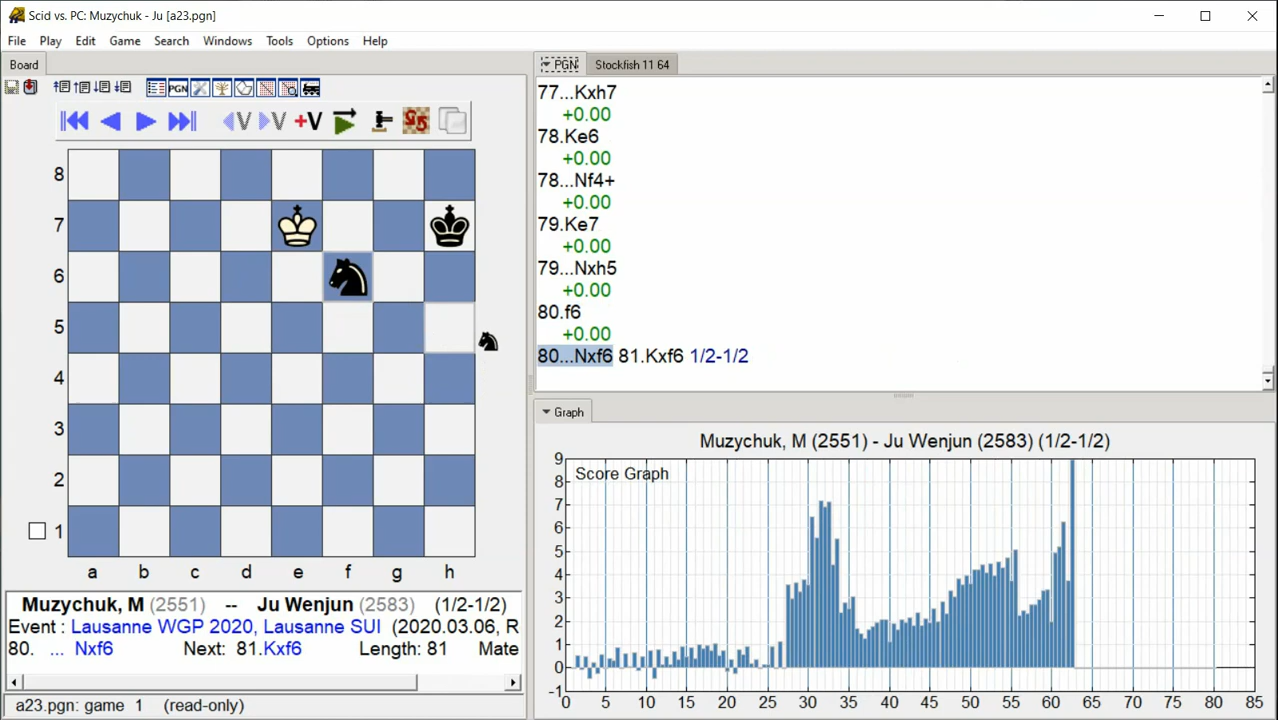 Scid vs. PC: Muzychuk - Ju [a23.pgn]
File Play Edit Game Search Windows Tools Options Help
Board
PGN Stockfish 11 64
PGN
V V +V
77...Kxh7
+0.00
78.Ke6
+0.00
78...Nf4+
+0.00
79.Ke7
+0.00
79...Nxh5
+0.00
80.f6
+0.00
80...Nxf6 81.Kxf6 1/2-1/2
8
7
6
5
4
3
2
1
a b c d e f g h
Muzychuk, M (2551) -- Ju Wenjun (2583) (1/2-1/2)
Event : Lausanne WGP 2020, Lausanne SUI (2020.03.06, R
80. ... Nxf6 Next: 81.Kxf6 Length: 81 Mate
a23.pgn: game 1 (read-only)
Graph
Muzychuk, M (2551) - Ju Wenjun (2583) (1/2-1/2)
Score Graph
9
8
7
6
5
4
3
2
1
0
-1
0 5 10 15 20 25 30 35 40 45 50 55 60 65 70 75 80 85